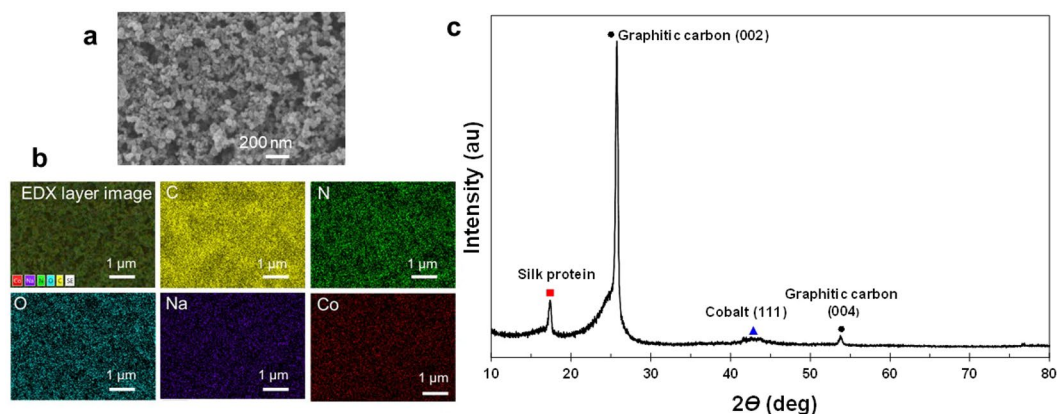 a
200 nm
b
EDX layer image
1 µm
C
1 µm
N
1 µm
O
1 µm
Na
1 µm
Co
1 µm
c
Intensity (au)
Graphitic carbon (002)
Silk protein
Cobalt (111)
Graphitic carbon
(004)
10 20 30 40 50 60 70 80
2Θ (deg)